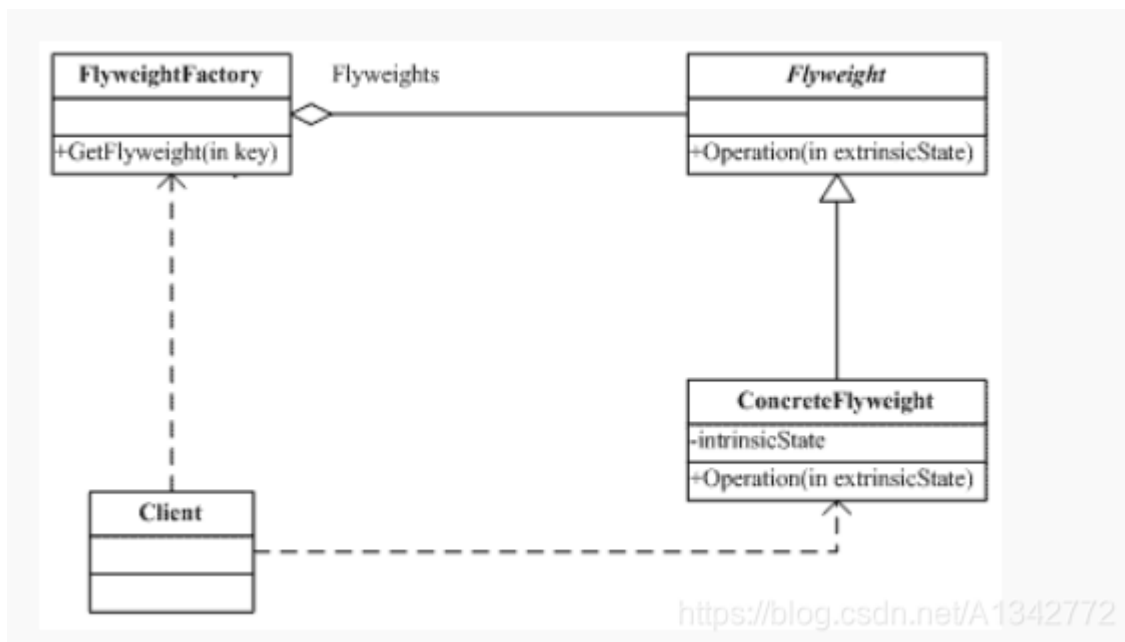 FlyweightFactory
Flyweights
Flyweight
+GetFlyweight(in key)
+Operation(in extrinsicState)
ConcreteFlyweight
-intrinsicState
+Operation(in extrinsicState)
Client
https://blog.csdn.net/A1342772